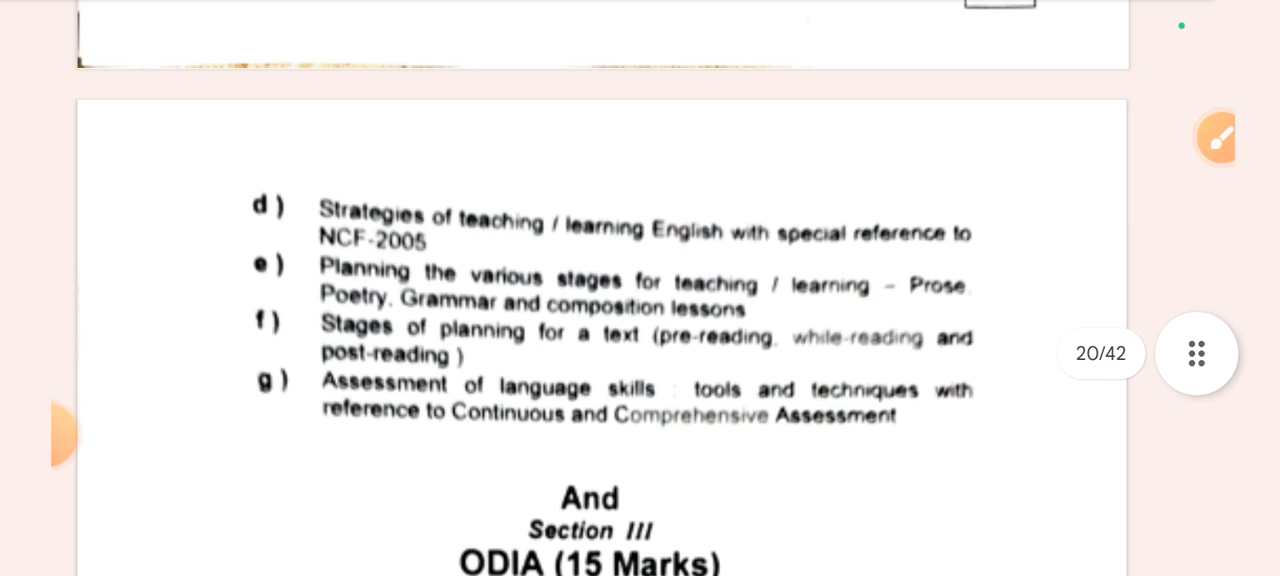 d) Strategies of teaching / learning English with special reference to
NCF-2005
e) Planning the various stages for teaching / learning - Prose,
Poetry, Grammar and composition lessons
f) Stages of planning for a text (pre-reading, while-reading and
post-reading )
g) Assessment of language skills : tools and techniques with
reference to Continuous and Comprehensive Assessment
20/42
And
Section III
ODIA (15 Marks)